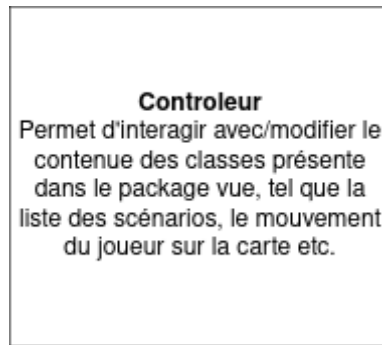 Controleur
Permet d'interagir avec/modifier le
contenue des classes présente
dans le package vue, tel que la
liste des scénarios, le mouvement
du joueur sur la carte etc.